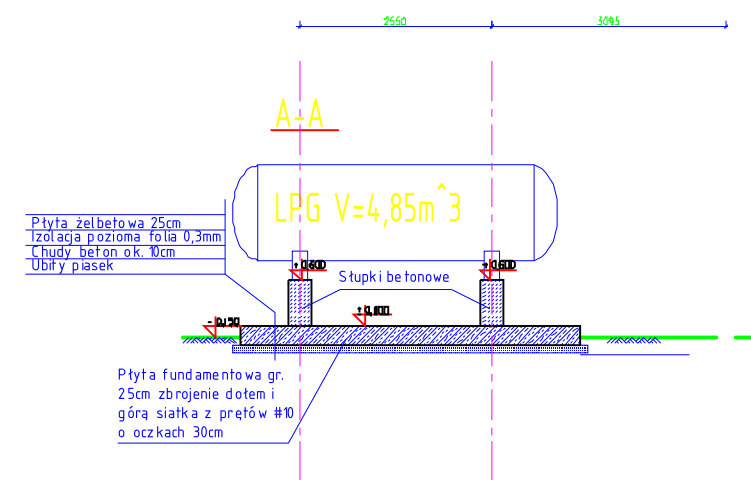 2550
3095
A-A
LPG V=4,85m^3
Płyta żelbetowa 25cm
Izolacja pozioma folia 0,3mm
Chudy beton ok. 10cm
Ubity piasek
+0,600
+0,600
Słupki betonowe
- 0,150
Płyta fundamentowa gr.
25cm zbrojenie dołem i
górą siatka z prętów #10
o oczkach 30cm